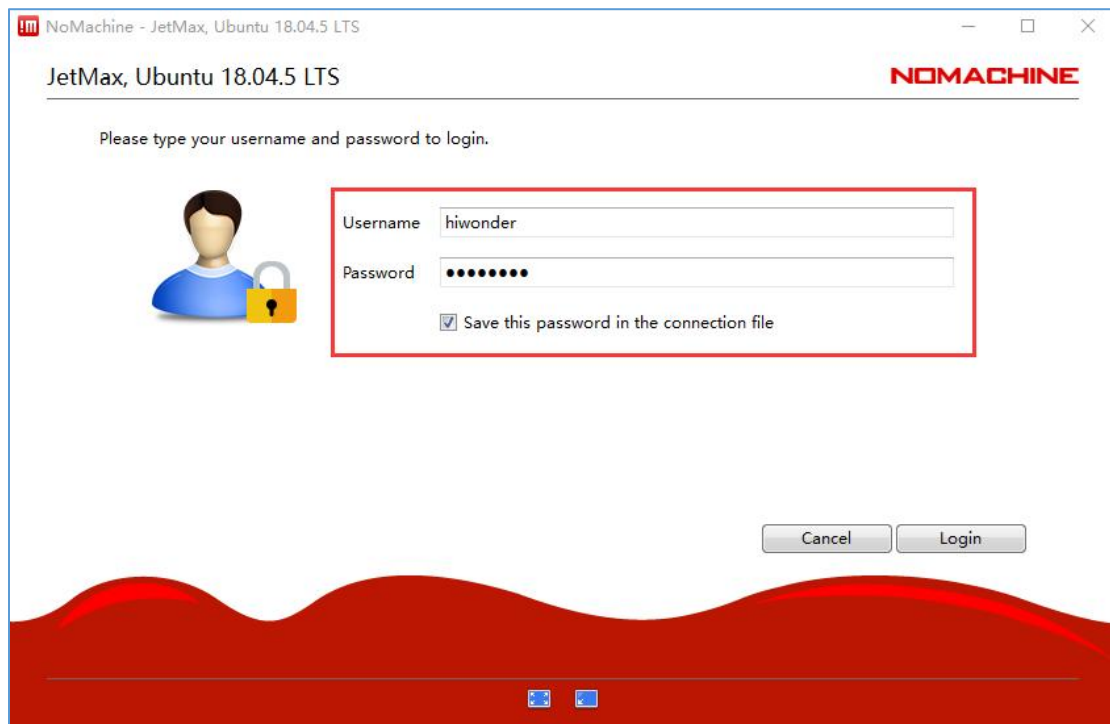 NoMachine - JetMax, Ubuntu 18.04.5 LTS
JetMax, Ubuntu 18.04.5 LTS
NOMACHINE
Please type your username and password to login.
Username hiwonder
Password ●●●●●●●●
Save this password in the connection file
Cancel
Login